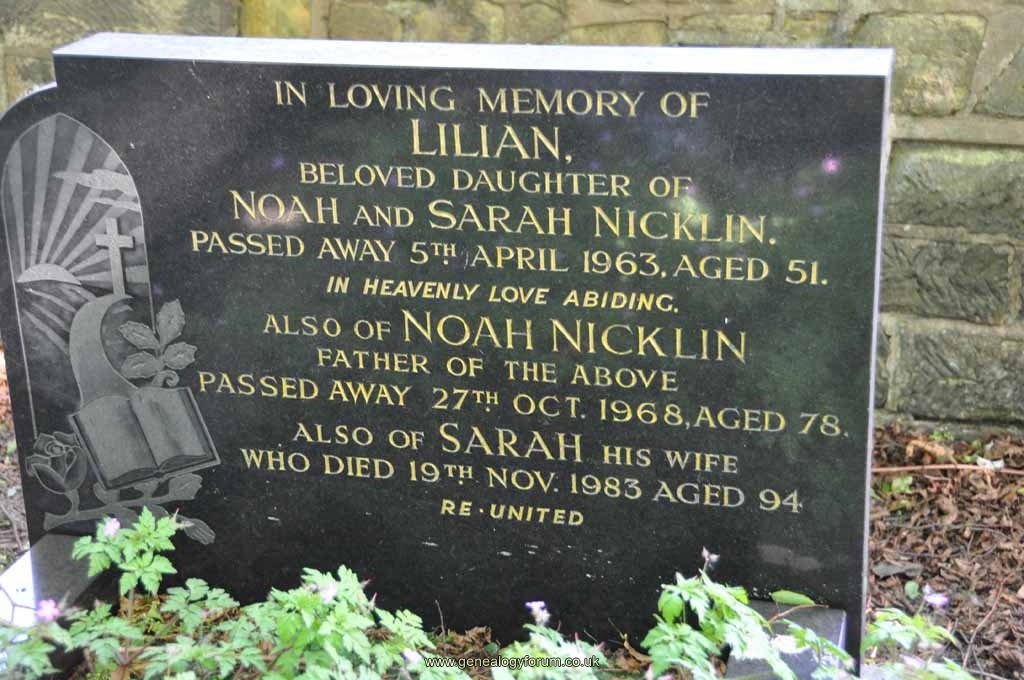 IN LOVING MEMORY OF
LILIAN,
BELOVED DAUGHTER OF
NOAH AND SARAH NICKLIN.
PASSED AWAY 5TH APRIL 1963, AGED 51.
IN HEAVENLY LOVE ABIDING.
ALSO OF NOAH NICKLIN
FATHER OF THE ABOVE
PASSED AWAY 27TH OCT. 1968, AGED 78.
ALSO OF SARAH HIS WIFE
WHO DIED 19TH NOV. 1983 AGED 94
RE·UNITED
www.genealogyforum.co.uk